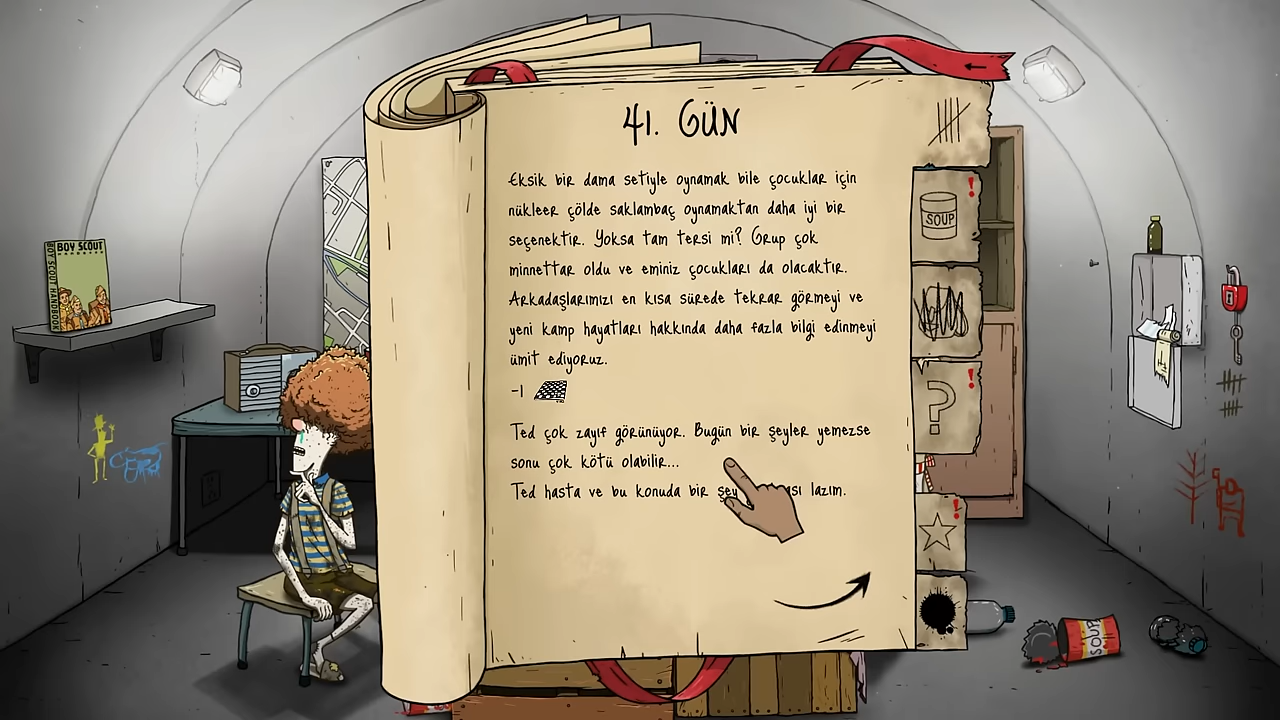 41. GÜN
Eksik bir dama setiyle oynamak bile çocuklar için
nükleer çölde saklambaç oynamaktan daha iyi bir
seçenektir. Yoksa tam tersi mi? Grup çok
minnettar oldu ve eminiz çocukları da olacaktır.
Arkadaşlarımızı en kısa sürede tekrar görmeyi ve
yeni kamp hayatları hakkında daha fazla bilgi edinmeyi
ümit ediyoruz.
-1
Ted çok zayıf görünüyor. Bugün bir şeyler yemezse
sonu çok kötü olabilir...
Ted hasta ve bu konuda bir lazım.
SOUP
!
!
?
!
BOY SCOUT
BOY SCOUT HANDBOOK
SOUP